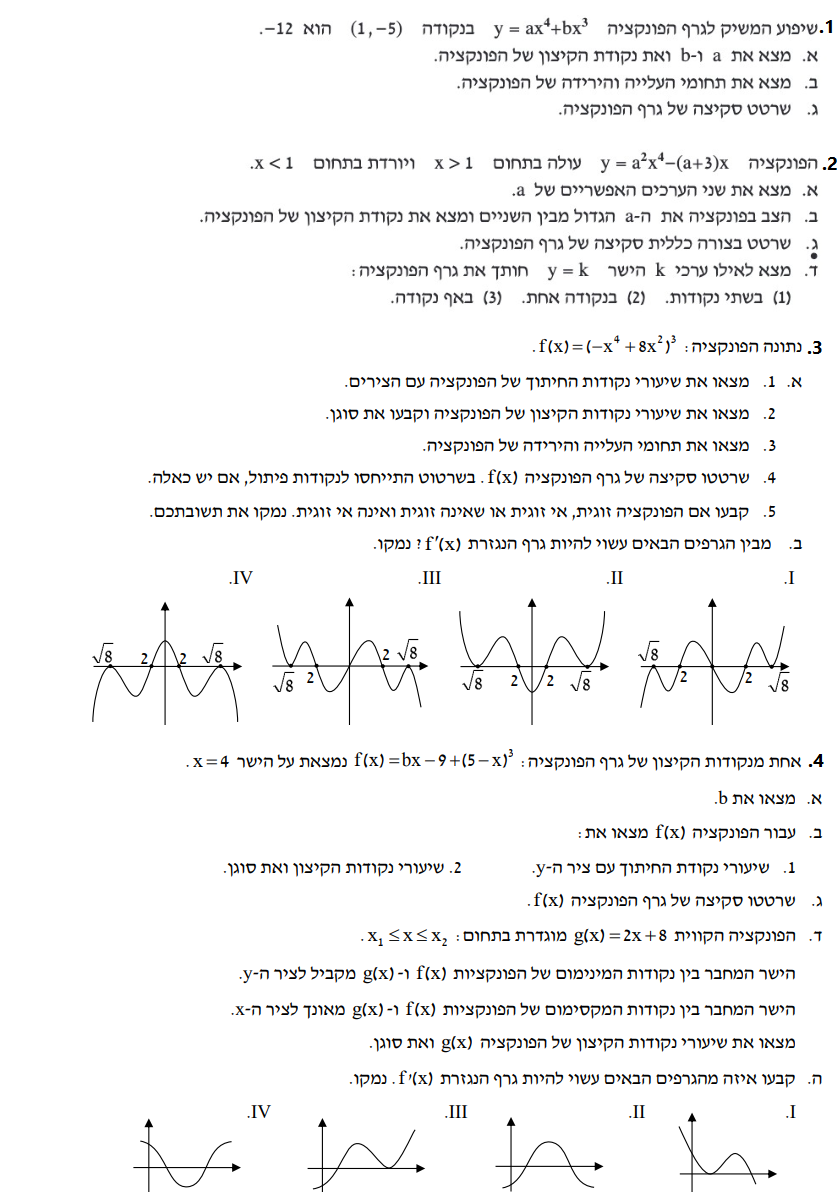 1. שיפוע המשיק לגרף הפונקציה y = ax⁴+bx³ בנקודה (1,−5) הוא −12.
א. מצא את a ו-b ואת נקודת הקיצון של הפונקציה.
ב. מצא את תחומי העלייה והירידה של הפונקציה.
ג. שרטט סקיצה של גרף הפונקציה.
2. הפונקציה y = a²x⁴−(a+3)x עולה בתחום x > 1 ויורדת בתחום x < 1.
א. מצא את שני הערכים האפשריים של a.
ב. הצב בפונקציה את ה-a הגדול מבין השניים ומצא את נקודת הקיצון של הפונקציה.
ג. שרטט בצורה כללית סקיצה של גרף הפונקציה.
ד. מצא לאילו ערכי k הישר y = k חותך את גרף הפונקציה:
(1) בשתי נקודות. (2) בנקודה אחת. (3) באף נקודה.
3. נתונה הפונקציה: f(x)=(−x⁴+8x²)³.
א. 1. מצאו את שיעורי נקודות החיתוך של הפונקציה עם הצירים.
2. מצאו את שיעורי נקודות הקיצון של הפונקציה וקבעו את סוגן.
3. מצאו את תחומי העלייה והירידה של הפונקציה.
4. שרטטו סקיצה של גרף הפונקציה f(x). בשרטוט התייחסו לנקודות פיתול, אם יש כאלה.
5. קבעו אם הפונקציה זוגית, אי זוגית או שאינה זוגית ואינה אי זוגית. נמקו את תשובתכם.
ב. מבין הגרפים הבאים עשוי להיות גרף הנגזרת f′(x)? נמקו.
I. II. III. IV.
√8 2 2 √8
√8 2 2 √8
√8 2 2 √8
√8 2 2 √8
4. אחת מנקודות הקיצון של גרף הפונקציה: f(x)=bx−9+(5−x)³ נמצאת על הישר x=4.
א. מצאו את b.
ב. עבור הפונקציה f(x) מצאו את:
1. שיעורי נקודת החיתוך עם ציר ה-y. 2. שיעורי נקודות הקיצון ואת סוגן.
ג. שרטטו סקיצה של גרף הפונקציה f(x).
ד. הפונקציה הקווית g(x)=2x+8 מוגדרת בתחום: x₁≤x≤x₂.
הישר המחבר בין נקודות המינימום של הפונקציות f(x) ו-g(x) מקביל לציר ה-y.
הישר המחבר בין נקודות המקסימום של הפונקציות f(x) ו-g(x) מאונך לציר ה-x.
מצאו את שיעורי נקודות הקיצון של הפונקציה g(x) ואת סוגן.
ה. קבעו איזה מהגרפים הבאים עשוי להיות גרף הנגזרת f′(x). נמקו.
I. II. III. IV.